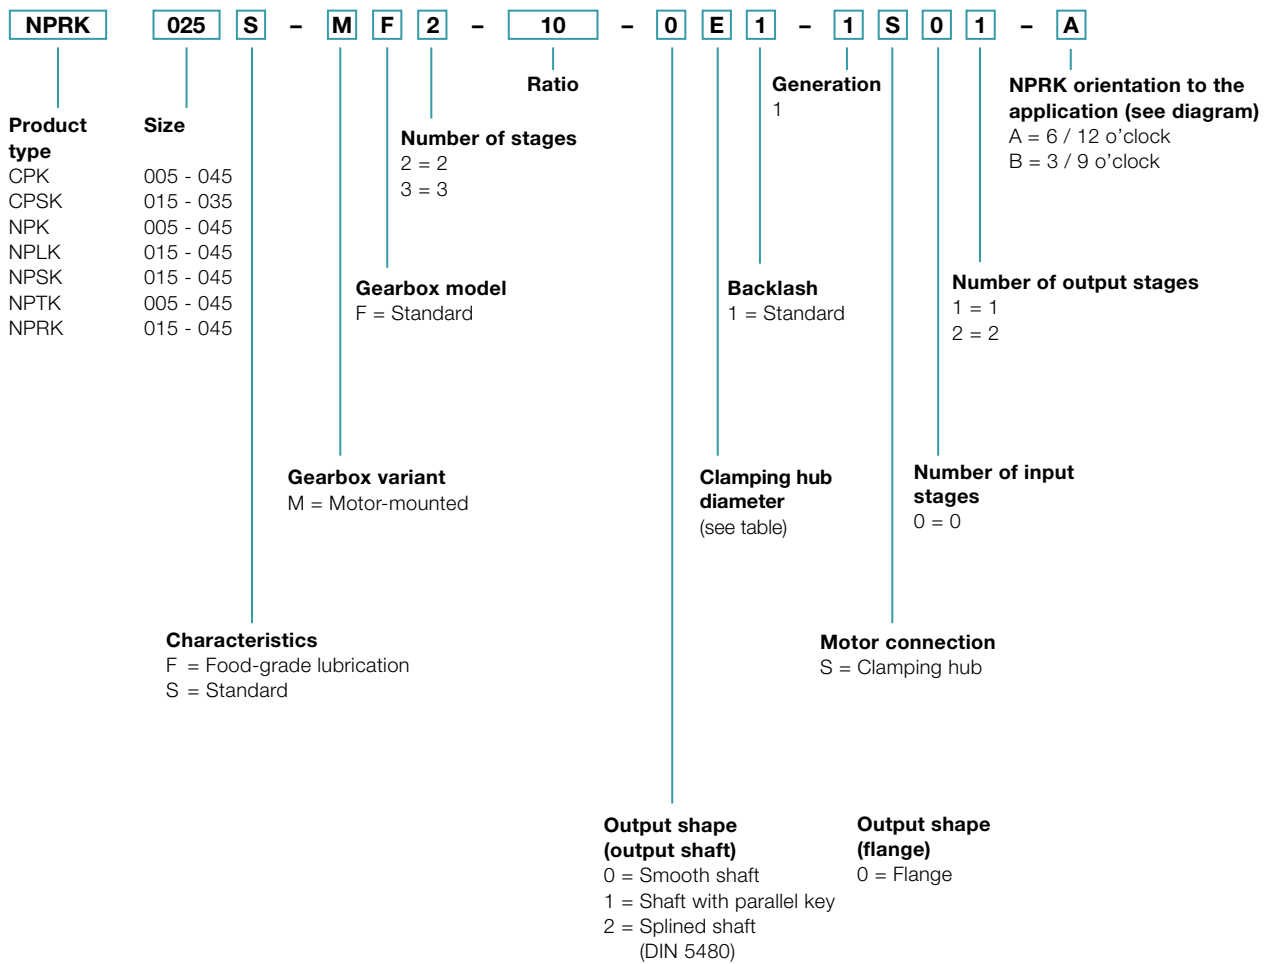 NPRK 025 S – M F 2 – 10 – 0 E 1 – 1 S 0 1 – A
Product
type
CPK
CPSK
NPK
NPLK
NPSK
NPTK
NPRK
Size
005 - 045
015 - 035
005 - 045
015 - 045
015 - 045
005 - 045
015 - 045
Characteristics
F = Food-grade lubrication
S = Standard
Gearbox variant
M = Motor-mounted
Gearbox model
F = Standard
Number of stages
2 = 2
3 = 3
Ratio
Output shape
(output shaft)
0 = Smooth shaft
1 = Shaft with parallel key
2 = Splined shaft
(DIN 5480)
Output shape
(flange)
0 = Flange
Clamping hub
diameter
(see table)
Backlash
1 = Standard
Generation
1
Motor connection
S = Clamping hub
Number of input
stages
0 = 0
Number of output stages
1 = 1
2 = 2
NPRK orientation to the
application (see diagram)
A = 6 / 12 o’clock
B = 3 / 9 o’clock